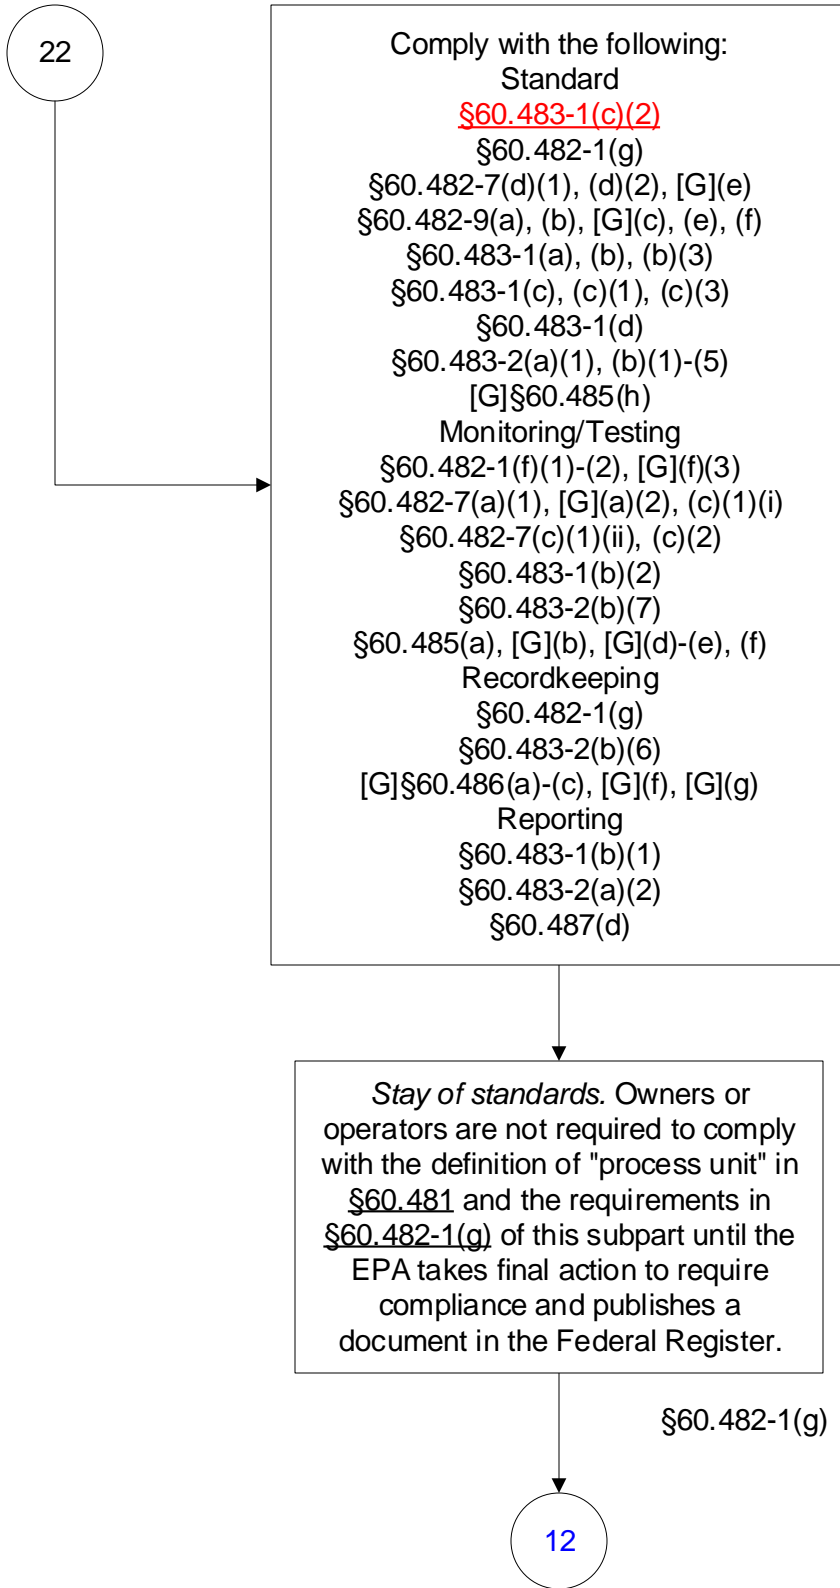 22
Comply with the following:
Standard
§60.483-1(c)(2)
§60.482-1(g)
§60.482-7(d)(1), (d)(2), [G](e)
§60.482-9(a), (b), [G](c), (e), (f)
§60.483-1(a), (b), (b)(3)
§60.483-1(c), (c)(1), (c)(3)
§60.483-1(d)
§60.483-2(a)(1), (b)(1)-(5)
[G]§60.485(h)
Monitoring/Testing
§60.482-1(f)(1)-(2), [G](f)(3)
§60.482-7(a)(1), [G](a)(2), (c)(1)(i)
§60.482-7(c)(1)(ii), (c)(2)
§60.483-1(b)(2)
§60.483-2(b)(7)
§60.485(a), [G](b), [G](d)-(e), (f)
Recordkeeping
§60.482-1(g)
§60.483-2(b)(6)
[G]§60.486(a)-(c), [G](f), [G](g)
Reporting
§60.483-1(b)(1)
§60.483-2(a)(2)
§60.487(d)
Stay of standards. Owners or
operators are not required to comply
with the definition of "process unit" in
§60.481 and the requirements in
§60.482-1(g) of this subpart until the
EPA takes final action to require
compliance and publishes a
document in the Federal Register.
§60.482-1(g)
12